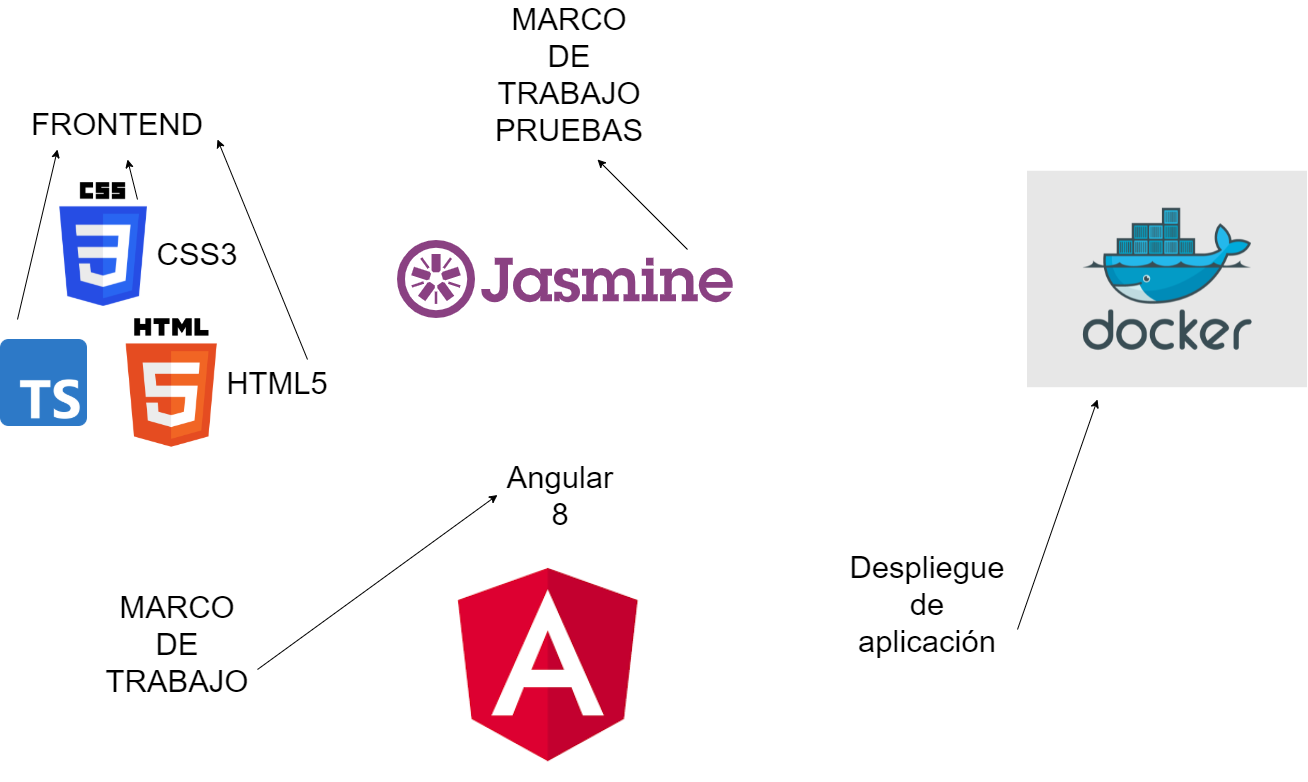 MARCO
DE
TRABAJO
PRUEBAS
FRONTEND
CSS
CSS3
Jasmine
docker
HTML
HTML5
TS
Angular
8
Despliegue
de
aplicación
MARCO
DE
TRABAJO